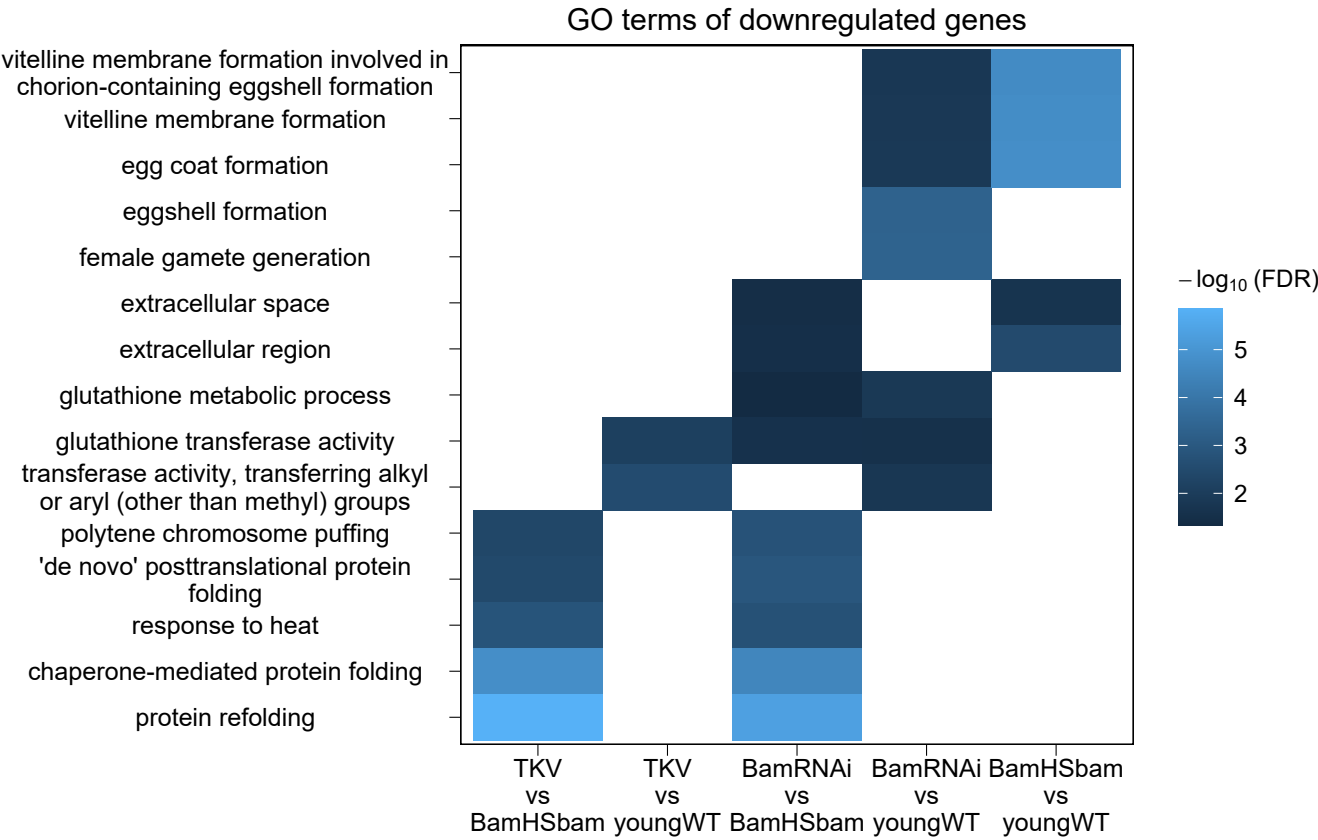 GO terms of downregulated genes
vitelline membrane formation involved in
chorion-containing eggshell formation
vitelline membrane formation
egg coat formation
eggshell formation
female gamete generation
extracellular space
extracellular region
glutathione metabolic process
glutathione transferase activity
transferase activity, transferring alkyl
or aryl (other than methyl) groups
polytene chromosome puffing
'de novo' posttranslational protein
folding
response to heat
chaperone-mediated protein folding
protein refolding
TKV
vs
BamHSbam
TKV
vs
youngWT
BamRNAi
vs
BamHSbam
BamRNAi
vs
youngWT
BamHSbam
vs
youngWT
−log₁₀ (FDR)
5
4
3
2